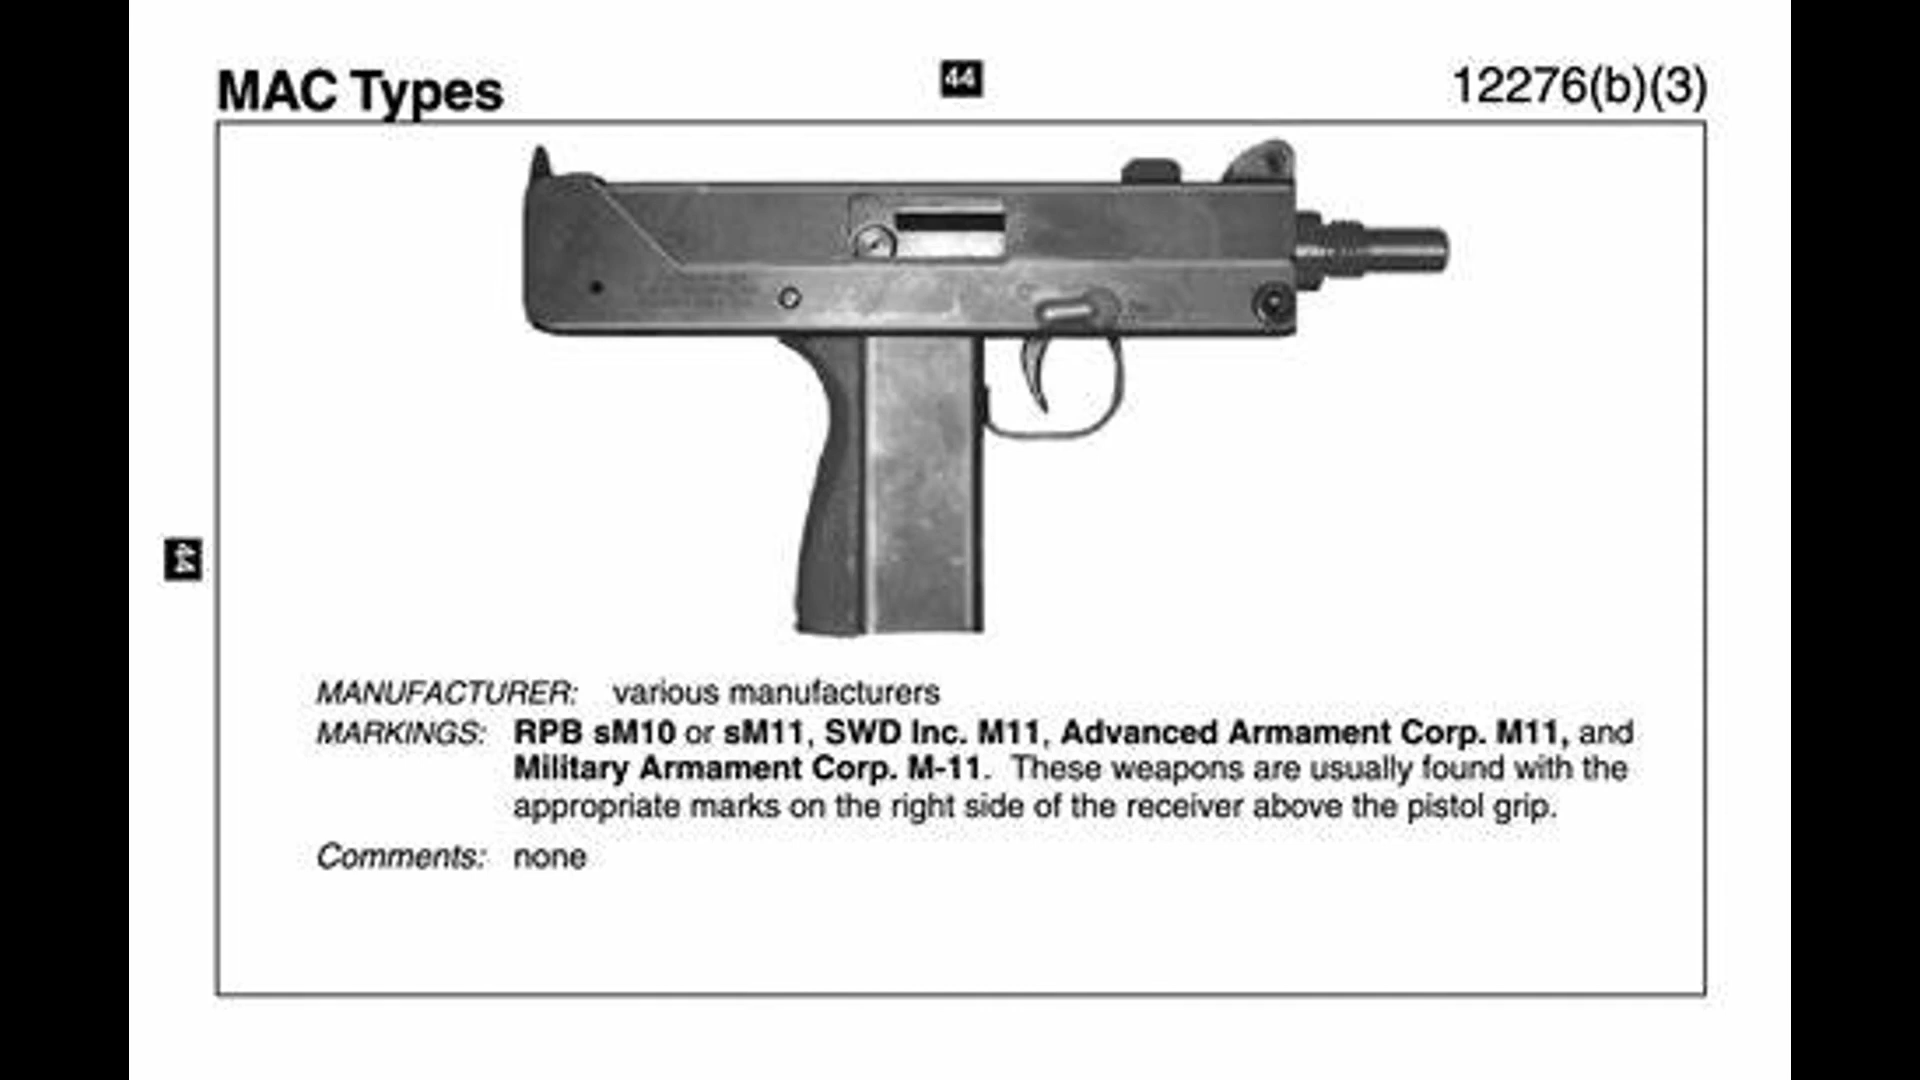 MAC Types
44
12276(b)(3)
44
MANUFACTURER: various manufacturers
MARKINGS: RPB sM10 or sM11, SWD Inc. M11, Advanced Armament Corp. M11, and
Military Armament Corp. M-11. These weapons are usually found with the
appropriate marks on the right side of the receiver above the pistol grip.
Comments: none